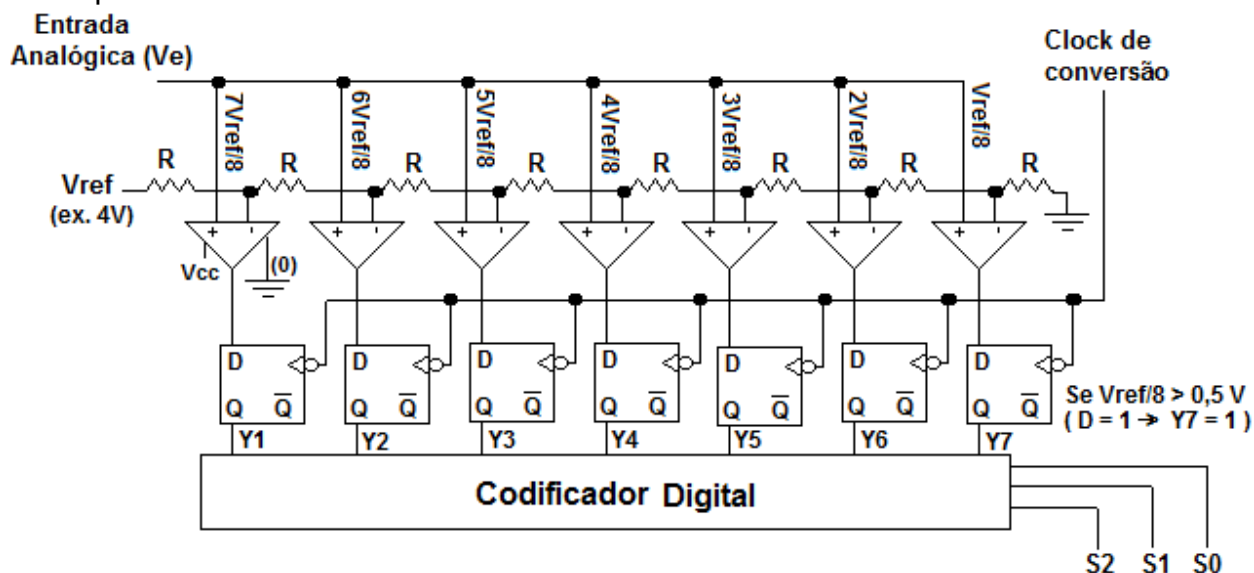 Entrada
Analógica (Ve)
Clock de
conversão
7Vref/8
6Vref/8
5Vref/8
4Vref/8
3Vref/8
2Vref/8
Vref/8
R R R R R R R R
Vref
(ex. 4V)
+ - + - + - + - + - + - + -
Vcc
(0)
D D D D D D D
Q Q̅ Q Q̅ Q Q̅ Q Q̅ Q Q̅ Q Q̅ Q Q̅
Se Vref/8 > 0,5 V
( D = 1 → Y7 = 1 )
Y1 Y2 Y3 Y4 Y5 Y6 Y7
Codificador Digital
S2 S1 S0